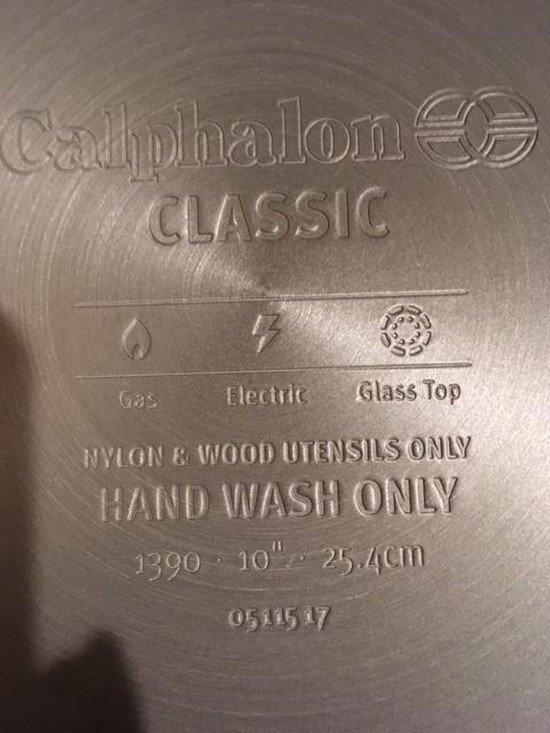 Calphalon
CLASSIC
Gas Electric Glass Top
NYLON & WOOD UTENSILS ONLY
HAND WASH ONLY
1390 · 10" · 25.4cm
051517